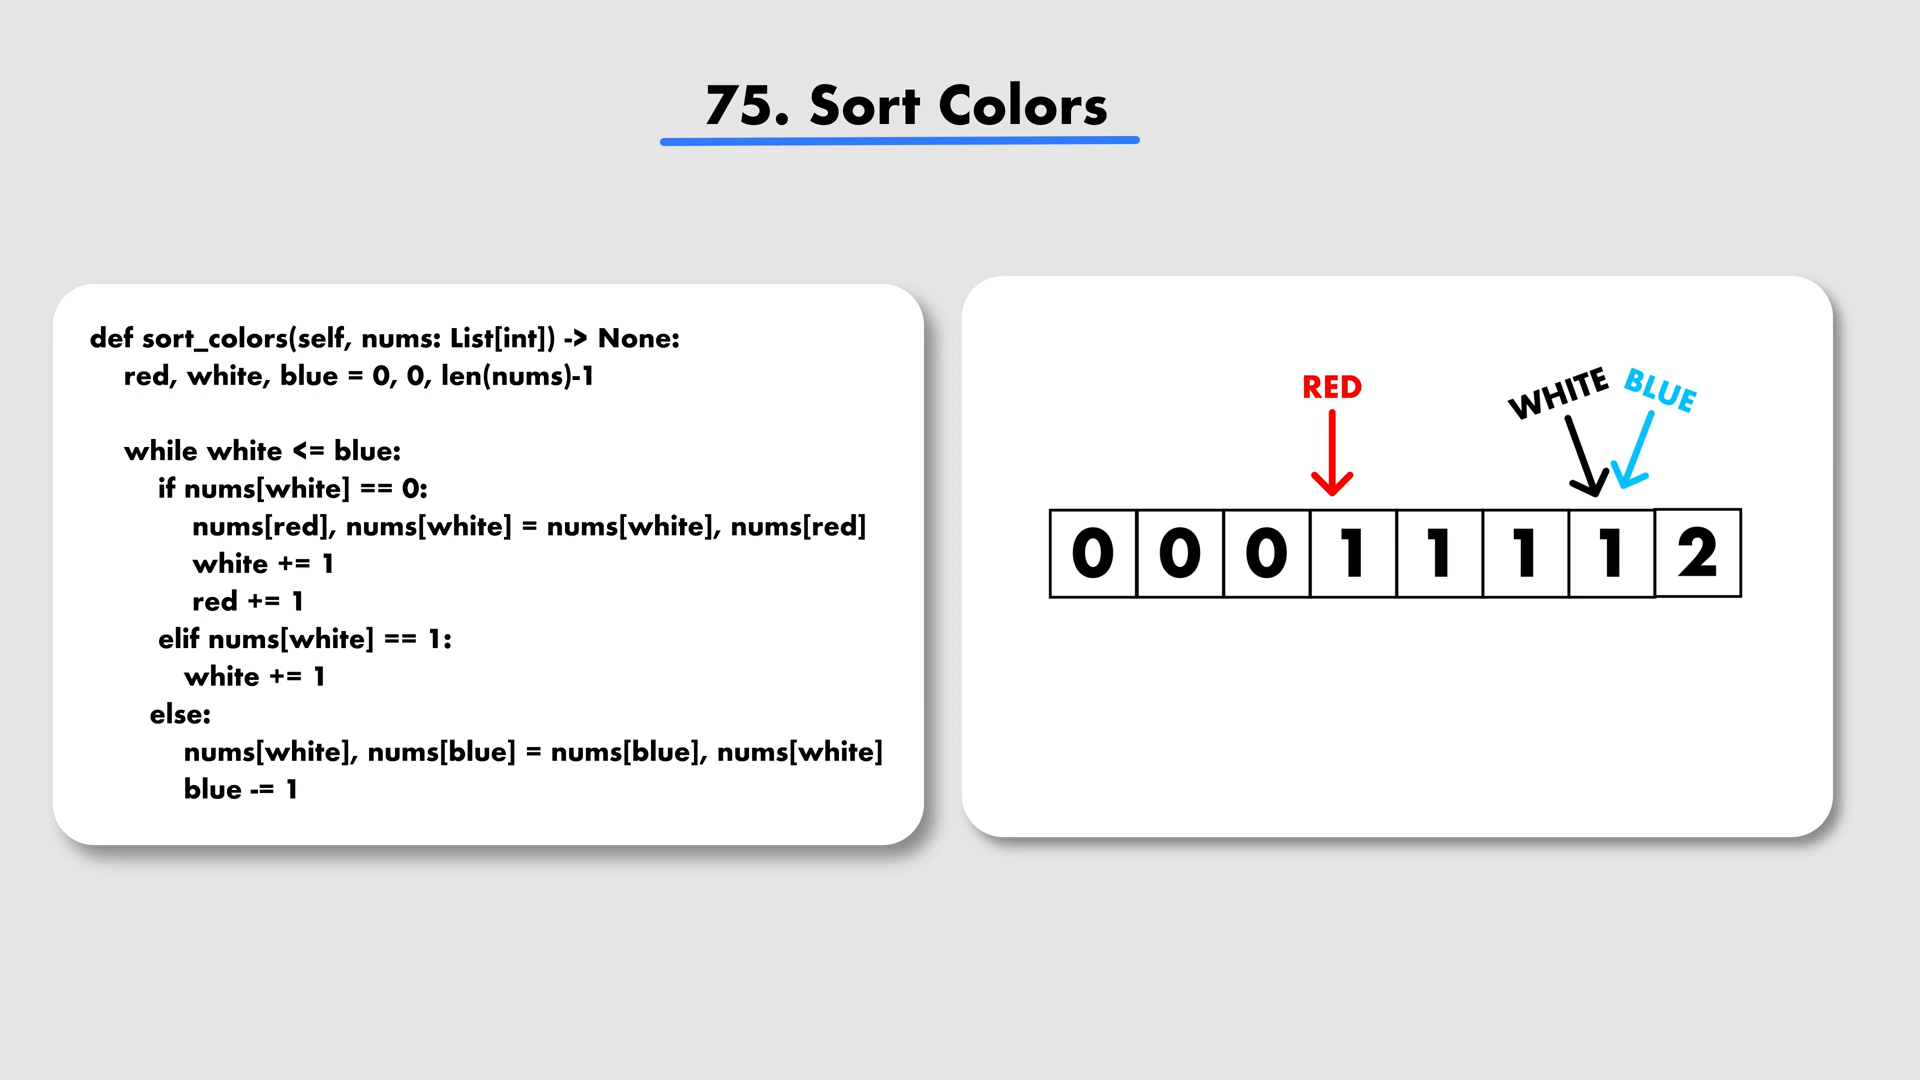 75. Sort Colors
def sort_colors(self, nums: List[int]) -> None:
red, white, blue = 0, 0, len(nums)-1
while white <= blue:
if nums[white] == 0:
nums[red], nums[white] = nums[white], nums[red]
white += 1
red += 1
elif nums[white] == 1:
white += 1
else:
nums[white], nums[blue] = nums[blue], nums[white]
blue -= 1
RED WHITE BLUE
0 0 0 1 1 1 1 2